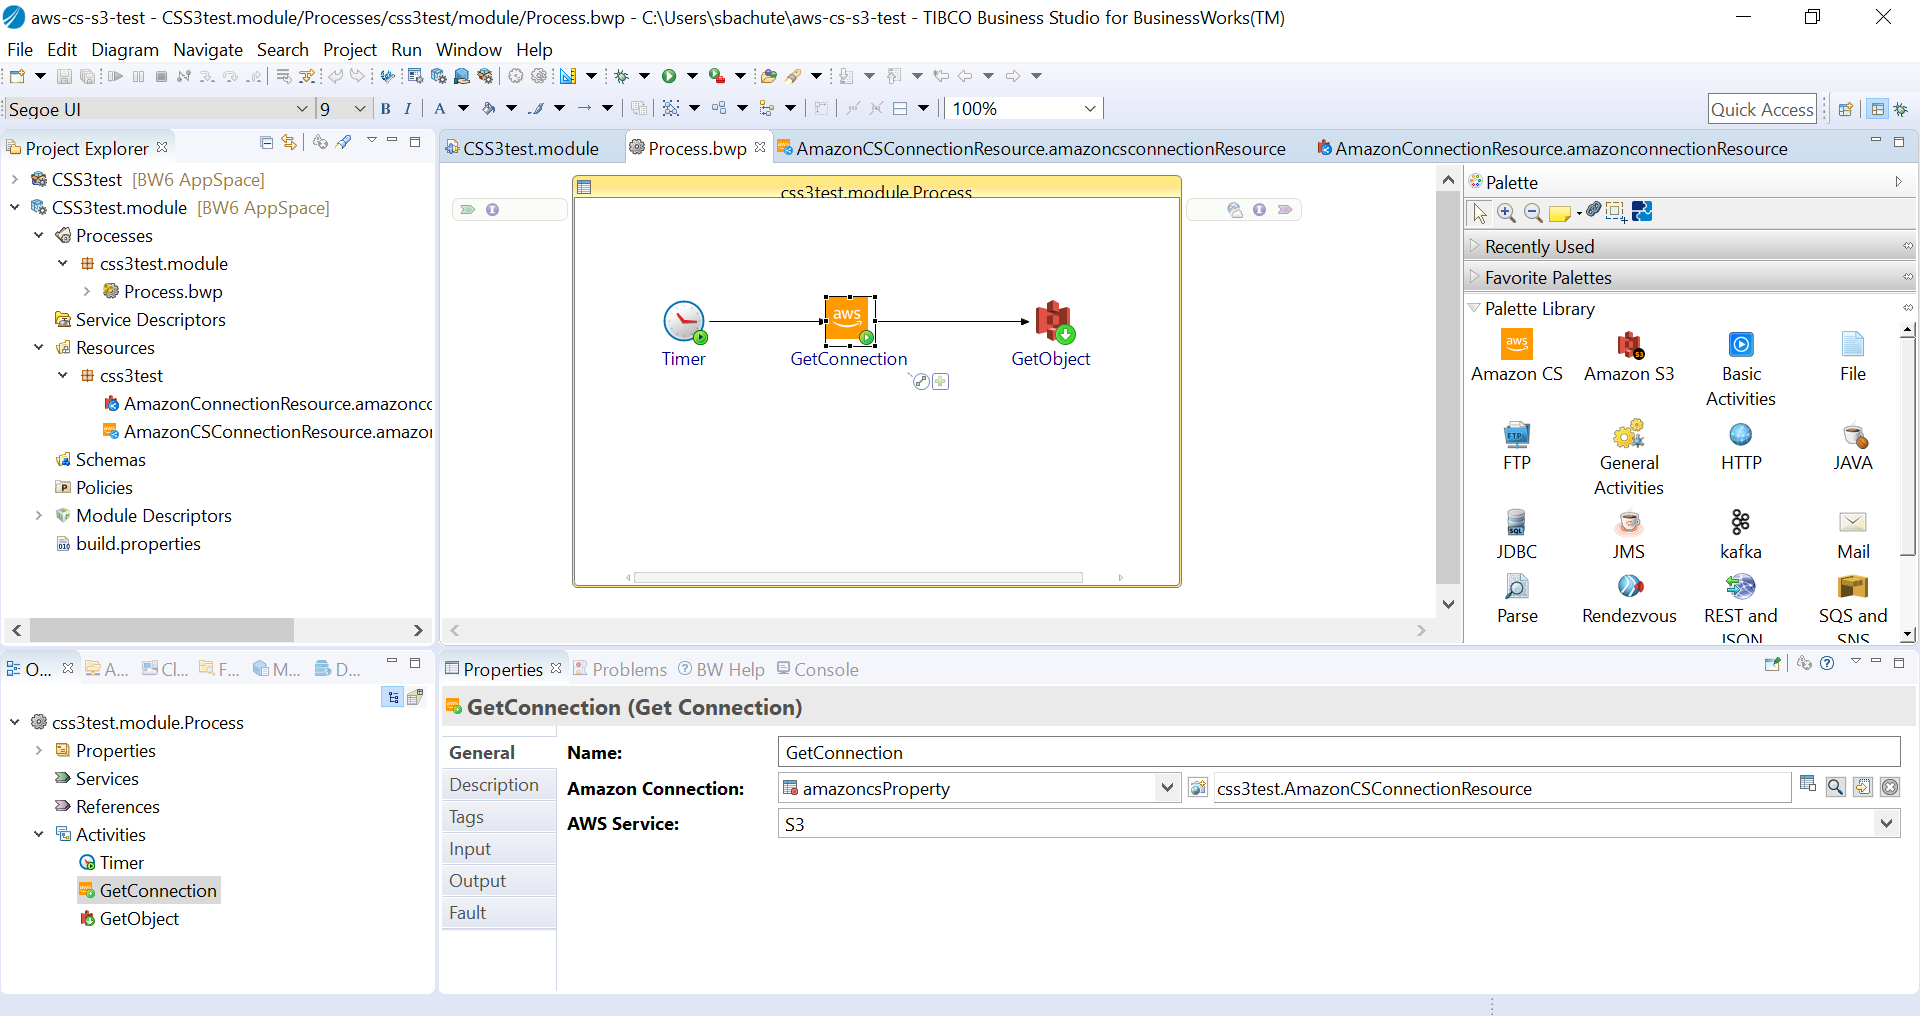 aws-cs-s3-test - CSS3test.module/Processes/css3test/module/Process.bwp - C:\Users\sbachute\aws-cs-s3-test - TIBCO Business Studio for BusinessWorks(TM)
File Edit Diagram Navigate Search Project Run Window Help
Segoe UI 9 B I A 100% Quick Access
Project Explorer
CSS3test [BW6 AppSpace]
CSS3test.module [BW6 AppSpace]
Processes
css3test.module
Process.bwp
Service Descriptors
Resources
css3test
AmazonConnectionResource.amazonc
AmazonCSConnectionResource.amazo
Schemas
Policies
Module Descriptors
build.properties
CSS3test.module Process.bwp AmazonCSConnectionResource.amazoncsconnectionResource AmazonConnectionResource.amazonconnectionResource
css3test.module.Process
aws
Timer GetConnection GetObject
Palette
Recently Used
Favorite Palettes
Palette Library
aws
Amazon CS Amazon S3 Basic Activities File
FTP General Activities HTTP JAVA
JDBC JMS kafka Mail
Parse Rendezvous REST and JSON SQS and SNS
O... A... Cl... F... M... D...
css3test.module.Process
Properties
Services
References
Activities
Timer
GetConnection
GetObject
Properties Problems BW Help Console
GetConnection (Get Connection)
General
Description
Tags
Input
Output
Fault
Name: GetConnection
Amazon Connection: amazoncsProperty css3test.AmazonCSConnectionResource
AWS Service: S3